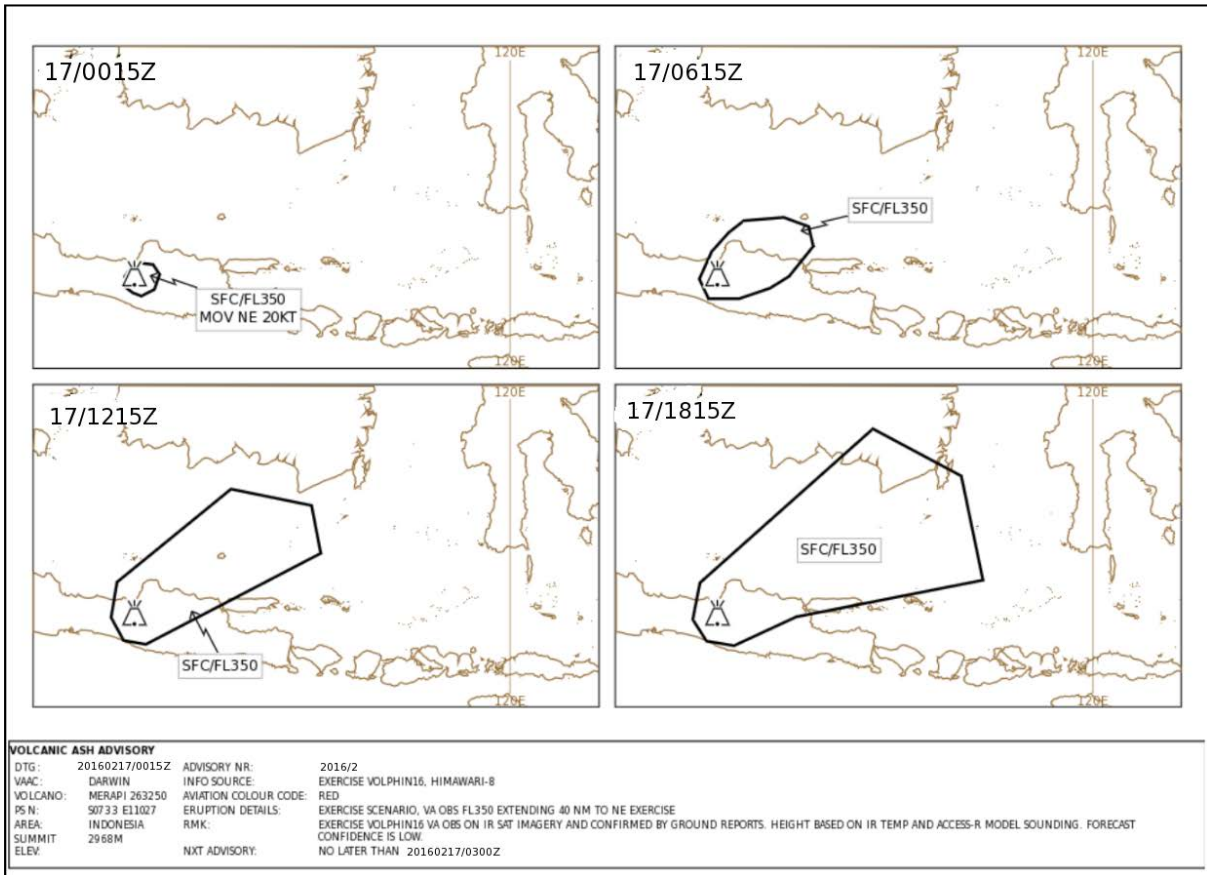 17/0015Z
120E
SFC/FL350
MOV NE 20KT
120E
17/0615Z
120E
SFC/FL350
120E
17/1215Z
120E
SFC/FL350
120E
17/1815Z
120E
SFC/FL350
120E
VOLCANIC ASH ADVISORY
DTG: 20160217/0015Z ADVISORY NR: 2016/2
VAAC: DARWIN INFO SOURCE: EXERCISE VOLPHIN16, HIMAWARI-8
VOLCANO: MERAPI 263250 AVIATION COLOUR CODE: RED
PSN: S0733 E11027 ERUPTION DETAILS: EXERCISE SCENARIO, VA OBS FL350 EXTENDING 40 NM TO NE EXERCISE
AREA: INDONESIA RMK: EXERCISE VOLPHIN16 VA OBS ON IR SAT IMAGERY AND CONFIRMED BY GROUND REPORTS. HEIGHT BASED ON IR TEMP AND ACCESS-R MODEL SOUNDING. FORECAST
SUMMIT 2968M CONFIDENCE IS LOW.
ELEV: NXT ADVISORY: NO LATER THAN 20160217/0300Z